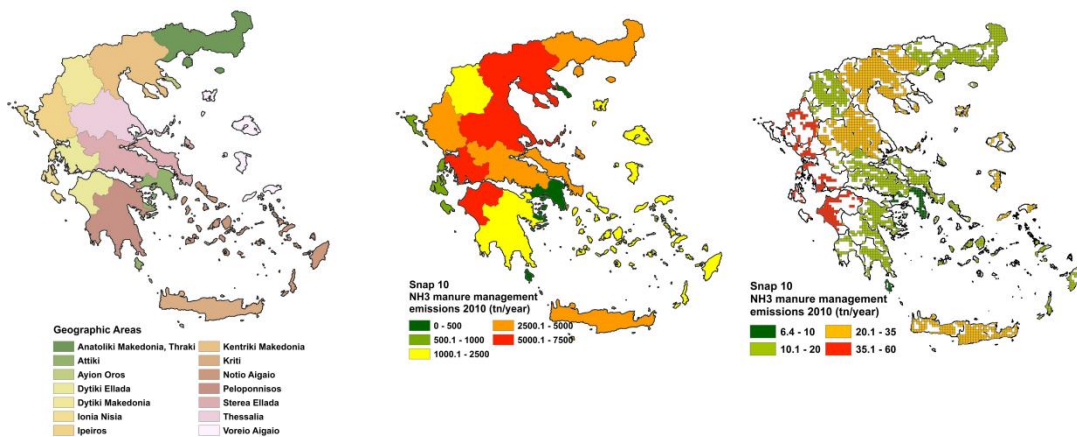 Geographic Areas
Anatoliki Makedonia, Thraki
Attiki
Ayion Oros
Dytiki Ellada
Dytiki Makedonia
Ionia Nisia
Ipeiros
Kentriki Makedonia
Kriti
Notio Aigaio
Peloponnisos
Sterea Ellada
Thessalia
Voreio Aigaio
Snap 10
NH3 manure management
emissions 2010 (tn/year)
0 - 500
500.1 - 1000
1000.1 - 2500
2500.1 - 5000
5000.1 - 7500
Snap 10
NH3 manure management
emissions 2010 (tn/year)
6.4 - 10
10.1 - 20
20.1 - 35
35.1 - 60